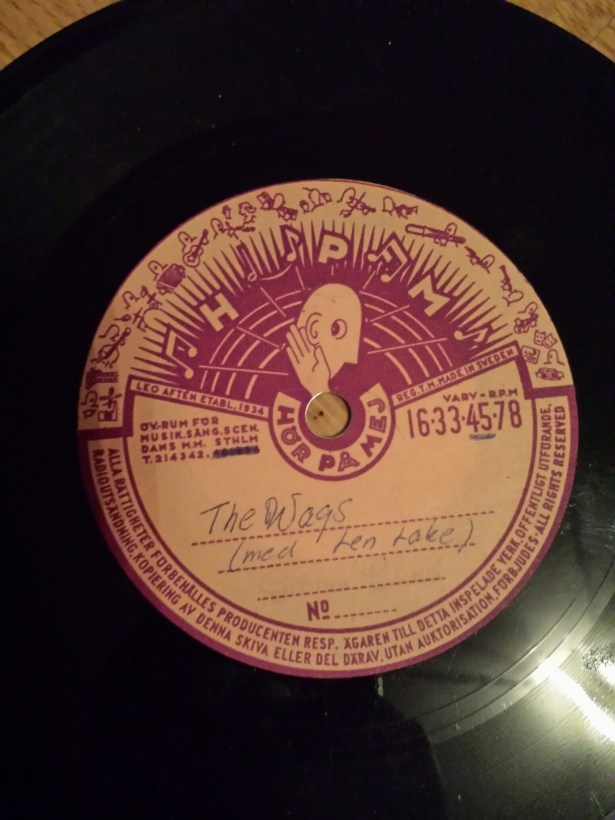 H P M
HÖR PÅ MEJ
LEO AFTÉN ETABL. 1934
REG. T.M. MADE IN SWEDEN
ÖV-RUM FÖR
MUSIK.SÅNG.SCEN.
DANS M.M. STHLM
T.214342.
VARV-R.P.M
16-33-45-78
The Wags
(med Len Lake)
No
ALLA RÄTTIGHETER FÖRBEHÅLLES PRODUCENTEN RESP. ÄGAREN TILL DETTA INSPELADE VERK. OFFENTLIGT UTFÖRANDE,
RADIOUTSÄNDNING, KOPIERING AV DENNA SKIVA ELLER DEL DÄRAV, UTAN AUKTORISATION, FÖRBJUDES-ALL RIGHTS RESERVED